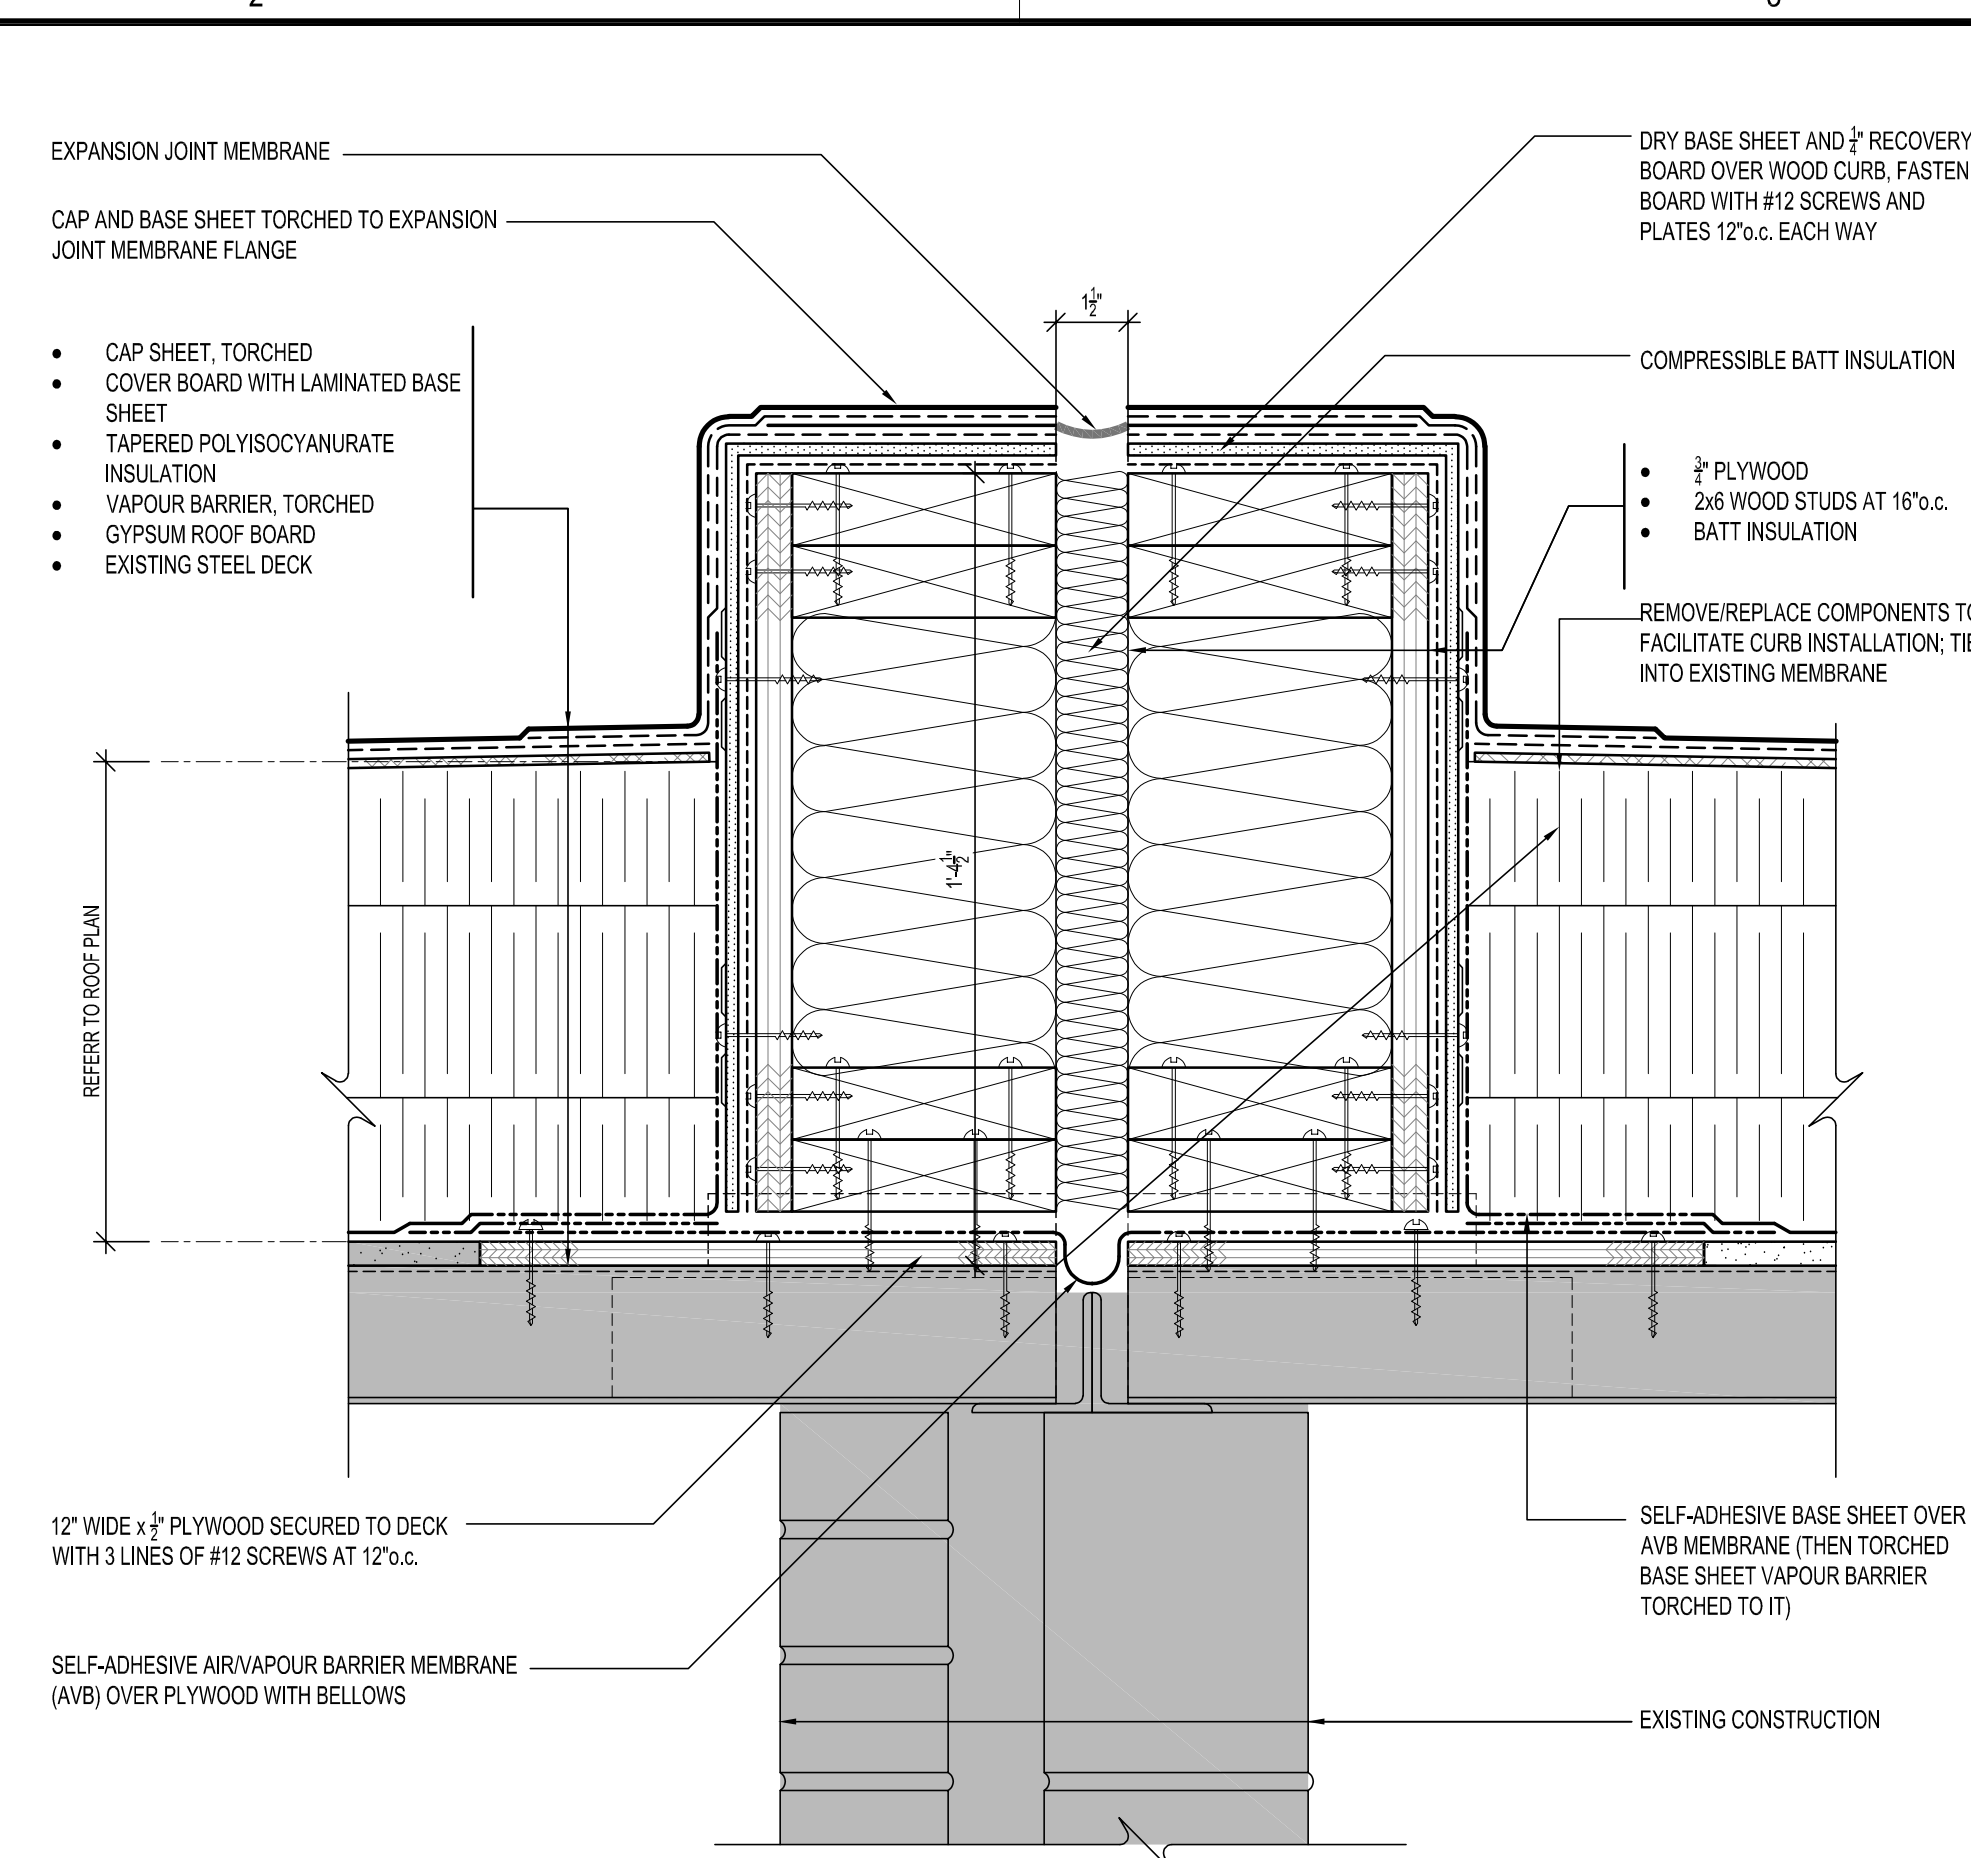 EXPANSION JOINT MEMBRANE
CAP AND BASE SHEET TORCHED TO EXPANSION
JOINT MEMBRANE FLANGE
• CAP SHEET, TORCHED
• COVER BOARD WITH LAMINATED BASE
SHEET
• TAPERED POLYISOCYANURATE
INSULATION
• VAPOUR BARRIER, TORCHED
• GYPSUM ROOF BOARD
• EXISTING STEEL DECK
1 1/2"
DRY BASE SHEET AND 1/4" RECOVERY
BOARD OVER WOOD CURB, FASTEN
BOARD WITH #12 SCREWS AND
PLATES 12"o.c. EACH WAY
COMPRESSIBLE BATT INSULATION
• 3/4" PLYWOOD
• 2x6 WOOD STUDS AT 16"o.c.
• BATT INSULATION
REMOVE/REPLACE COMPONENTS TO
FACILITATE CURB INSTALLATION; TIE
INTO EXISTING MEMBRANE
1'-4 1/2"
REFERR TO ROOF PLAN
12" WIDE x 1/2" PLYWOOD SECURED TO DECK
WITH 3 LINES OF #12 SCREWS AT 12"o.c.
SELF-ADHESIVE AIR/VAPOUR BARRIER MEMBRANE
(AVB) OVER PLYWOOD WITH BELLOWS
SELF-ADHESIVE BASE SHEET OVER
AVB MEMBRANE (THEN TORCHED
BASE SHEET VAPOUR BARRIER
TORCHED TO IT)
EXISTING CONSTRUCTION